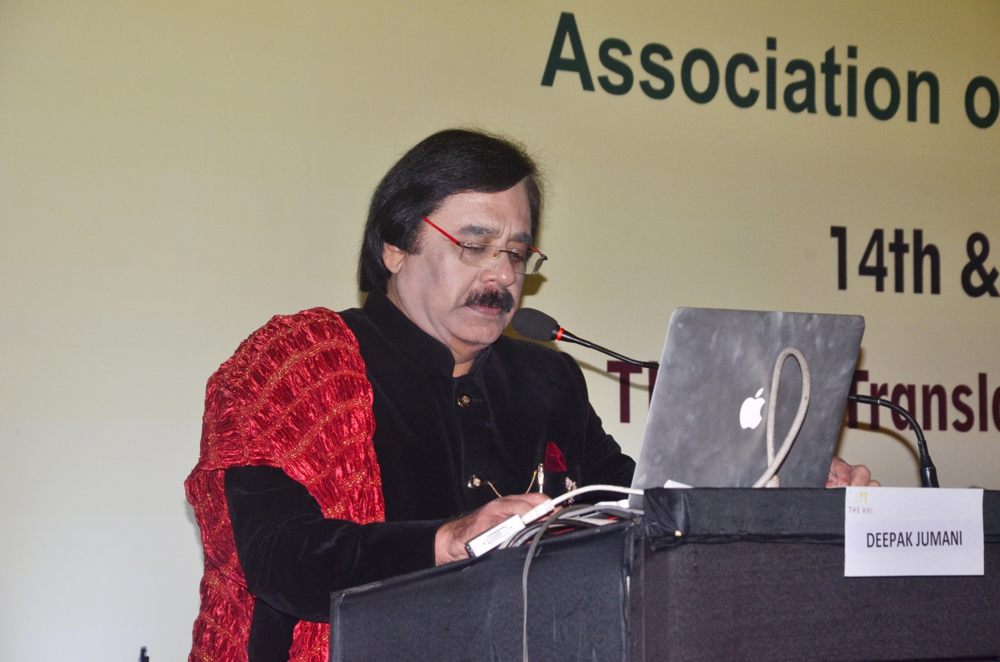 Association o
14th &
Transl
THE HHI
DEEPAK JUMANI